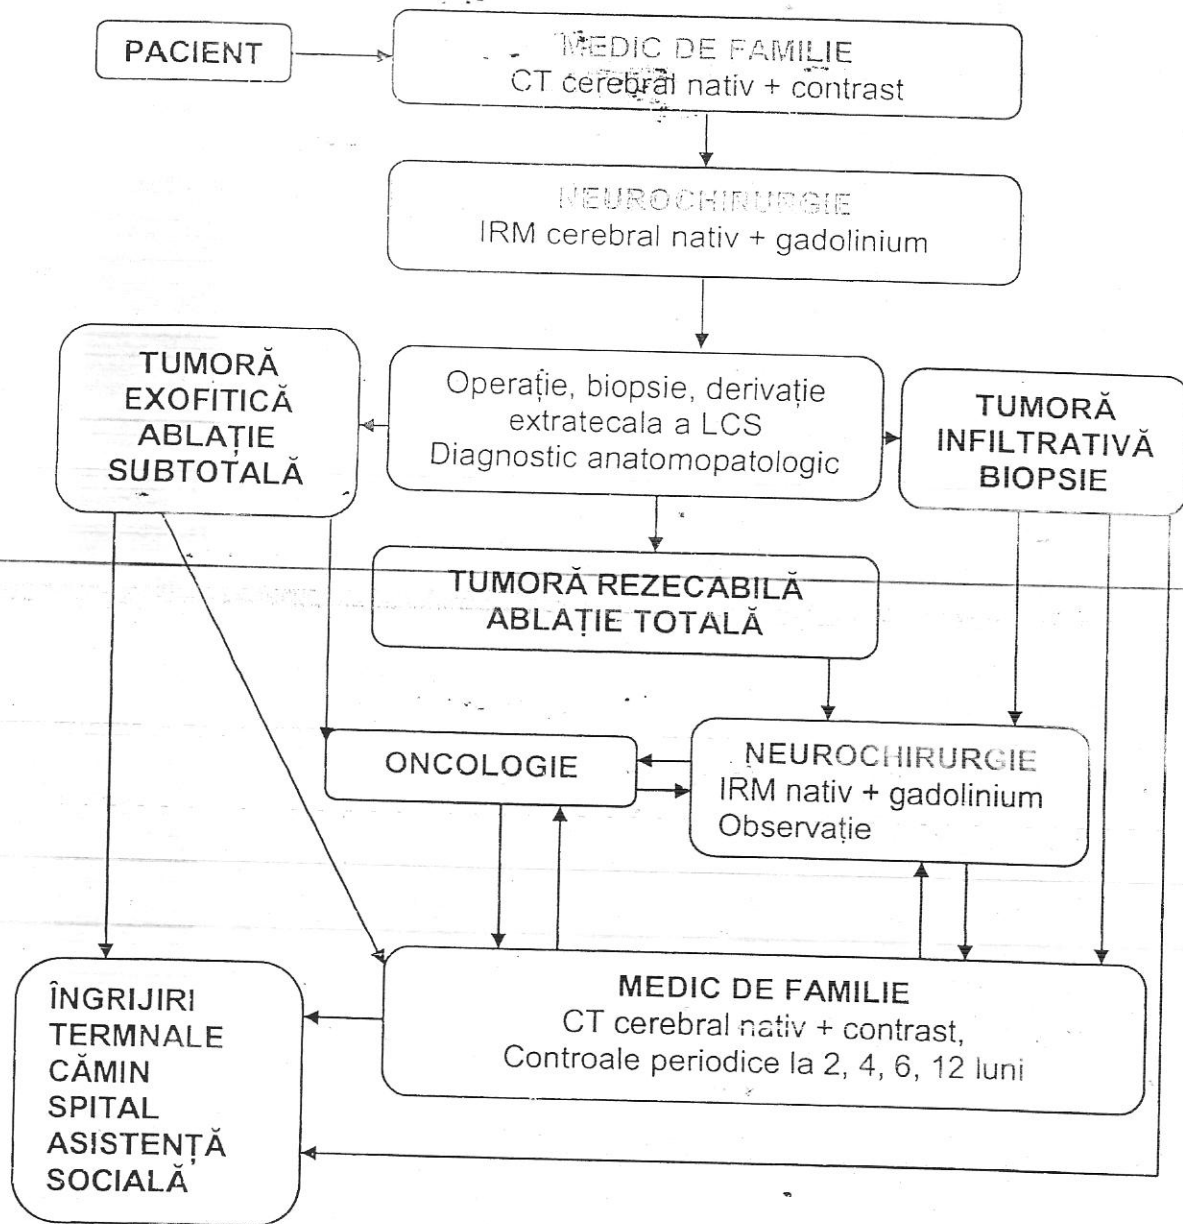 PACIENT
MEDIC DE FAMILIE
CT cerebral nativ + contrast
NEUROCHIRURGIE
IRM cerebral nativ + gadolinium
TUMORĂ
EXOFITICĂ
ABLAȚIE
SUBTOTALĂ
Operație, biopsie, derivație
extratecala a LCS
Diagnostic anatomopatologic
TUMORĂ
INFILTRATIVĂ
BIOPSIE
TUMORĂ REZECABILĂ
ABLAȚIE TOTALĂ
ONCOLOGIE
NEUROCHIRURGIE
IRM nativ + gadolinium
Observație
ÎNGRIJIRI
TERMNALE
CĂMIN
SPITAL
ASISTENȚĂ
SOCIALĂ
MEDIC DE FAMILIE
CT cerebral nativ + contrast,
Controale periodice la 2, 4, 6, 12 luni